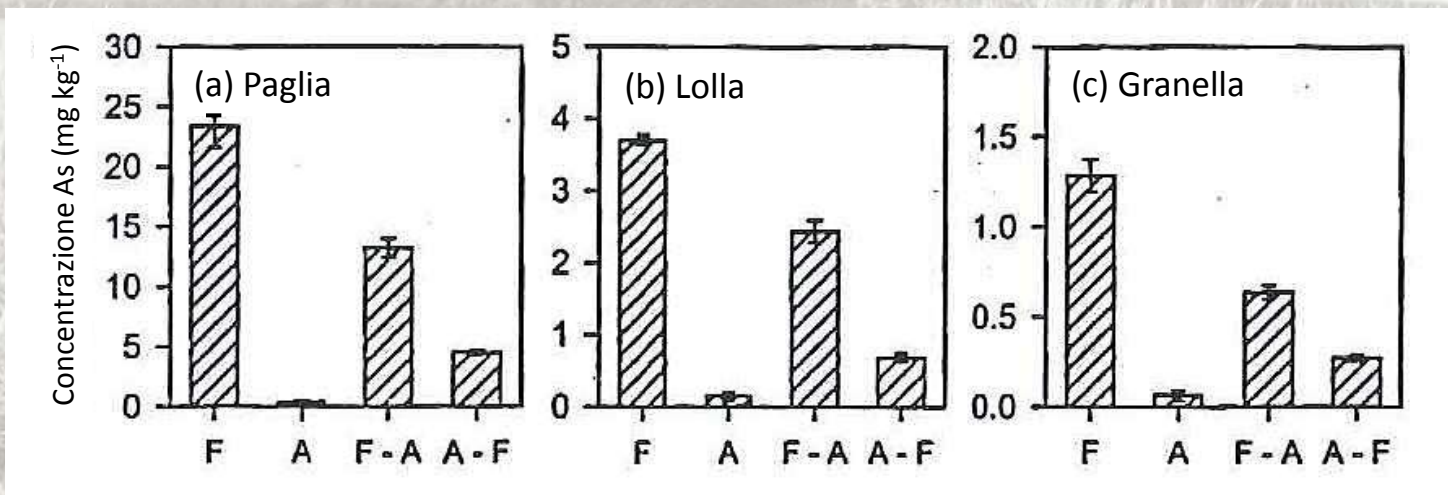 Concentrazione As (mg kg⁻¹)
30
25
20
15
10
5
0
(a) Paglia
F A F - A A - F
5
4
3
2
1
0
(b) Lolla
F A F - A A - F
2.0
1.5
1.0
0.5
0.0
(c) Granella
F A F - A A - F